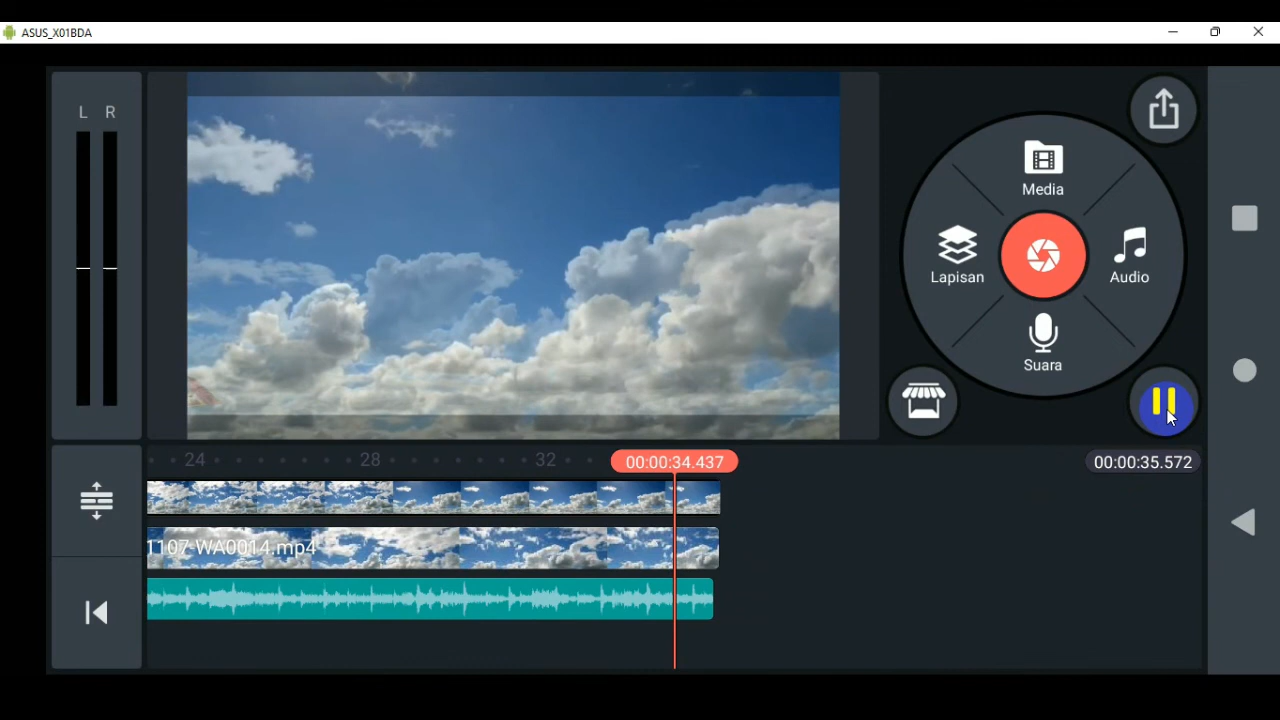 ASUS_X01BDA
L R
Media
Lapisan
Audio
Suara
24
28
32
00:00:34.437
00:00:35.572
1107-WA0014.mp4